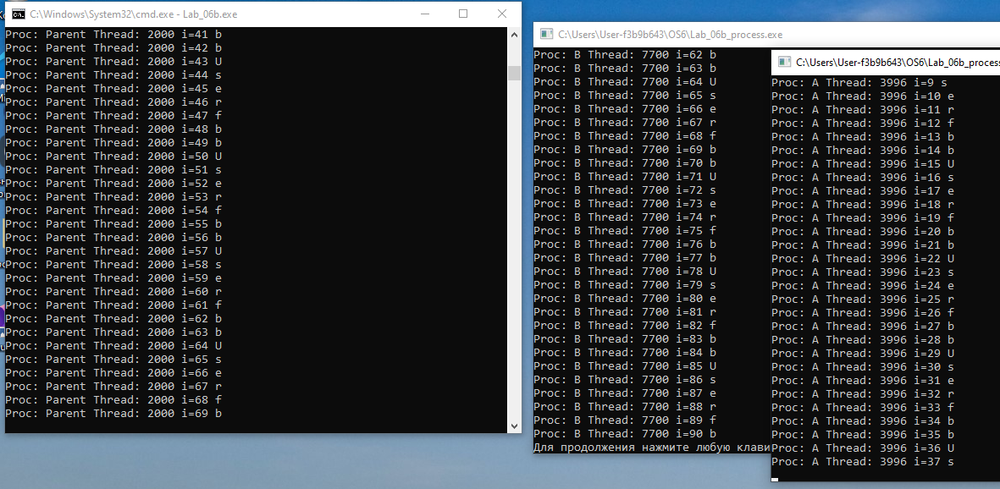 C:\Windows\System32\cmd.exe - Lab_06b.exe
Proc: Parent Thread: 2000 i=41 b
Proc: Parent Thread: 2000 i=42 b
Proc: Parent Thread: 2000 i=43 U
Proc: Parent Thread: 2000 i=44 s
Proc: Parent Thread: 2000 i=45 e
Proc: Parent Thread: 2000 i=46 r
Proc: Parent Thread: 2000 i=47 f
Proc: Parent Thread: 2000 i=48 b
Proc: Parent Thread: 2000 i=49 b
Proc: Parent Thread: 2000 i=50 U
Proc: Parent Thread: 2000 i=51 s
Proc: Parent Thread: 2000 i=52 e
Proc: Parent Thread: 2000 i=53 r
Proc: Parent Thread: 2000 i=54 f
Proc: Parent Thread: 2000 i=55 b
Proc: Parent Thread: 2000 i=56 b
Proc: Parent Thread: 2000 i=57 U
Proc: Parent Thread: 2000 i=58 s
Proc: Parent Thread: 2000 i=59 e
Proc: Parent Thread: 2000 i=60 r
Proc: Parent Thread: 2000 i=61 f
Proc: Parent Thread: 2000 i=62 b
Proc: Parent Thread: 2000 i=63 b
Proc: Parent Thread: 2000 i=64 U
Proc: Parent Thread: 2000 i=65 s
Proc: Parent Thread: 2000 i=66 e
Proc: Parent Thread: 2000 i=67 r
Proc: Parent Thread: 2000 i=68 f
Proc: Parent Thread: 2000 i=69 b
C:\Users\User-f3b9b643\OS6\Lab_06b_process.exe
Proc: B Thread: 7700 i=62 b
Proc: B Thread: 7700 i=63 b
Proc: B Thread: 7700 i=64 U
Proc: B Thread: 7700 i=65 s
Proc: B Thread: 7700 i=66 e
Proc: B Thread: 7700 i=67 r
Proc: B Thread: 7700 i=68 f
Proc: B Thread: 7700 i=69 b
Proc: B Thread: 7700 i=70 b
Proc: B Thread: 7700 i=71 U
Proc: B Thread: 7700 i=72 s
Proc: B Thread: 7700 i=73 e
Proc: B Thread: 7700 i=74 r
Proc: B Thread: 7700 i=75 f
Proc: B Thread: 7700 i=76 b
Proc: B Thread: 7700 i=77 b
Proc: B Thread: 7700 i=78 U
Proc: B Thread: 7700 i=79 s
Proc: B Thread: 7700 i=80 e
Proc: B Thread: 7700 i=81 r
Proc: B Thread: 7700 i=82 f
Proc: B Thread: 7700 i=83 b
Proc: B Thread: 7700 i=84 b
Proc: B Thread: 7700 i=85 U
Proc: B Thread: 7700 i=86 s
Proc: B Thread: 7700 i=87 e
Proc: B Thread: 7700 i=88 r
Proc: B Thread: 7700 i=89 f
Proc: B Thread: 7700 i=90 b
Для продолжения нажмите любую клави
C:\Users\User-f3b9b643\OS6\Lab_06b_process
Proc: A Thread: 3996 i=9 s
Proc: A Thread: 3996 i=10 e
Proc: A Thread: 3996 i=11 r
Proc: A Thread: 3996 i=12 f
Proc: A Thread: 3996 i=13 b
Proc: A Thread: 3996 i=14 b
Proc: A Thread: 3996 i=15 U
Proc: A Thread: 3996 i=16 s
Proc: A Thread: 3996 i=17 e
Proc: A Thread: 3996 i=18 r
Proc: A Thread: 3996 i=19 f
Proc: A Thread: 3996 i=20 b
Proc: A Thread: 3996 i=21 b
Proc: A Thread: 3996 i=22 U
Proc: A Thread: 3996 i=23 s
Proc: A Thread: 3996 i=24 e
Proc: A Thread: 3996 i=25 r
Proc: A Thread: 3996 i=26 f
Proc: A Thread: 3996 i=27 b
Proc: A Thread: 3996 i=28 b
Proc: A Thread: 3996 i=29 U
Proc: A Thread: 3996 i=30 s
Proc: A Thread: 3996 i=31 e
Proc: A Thread: 3996 i=32 r
Proc: A Thread: 3996 i=33 f
Proc: A Thread: 3996 i=34 b
Proc: A Thread: 3996 i=35 b
Proc: A Thread: 3996 i=36 U
Proc: A Thread: 3996 i=37 s